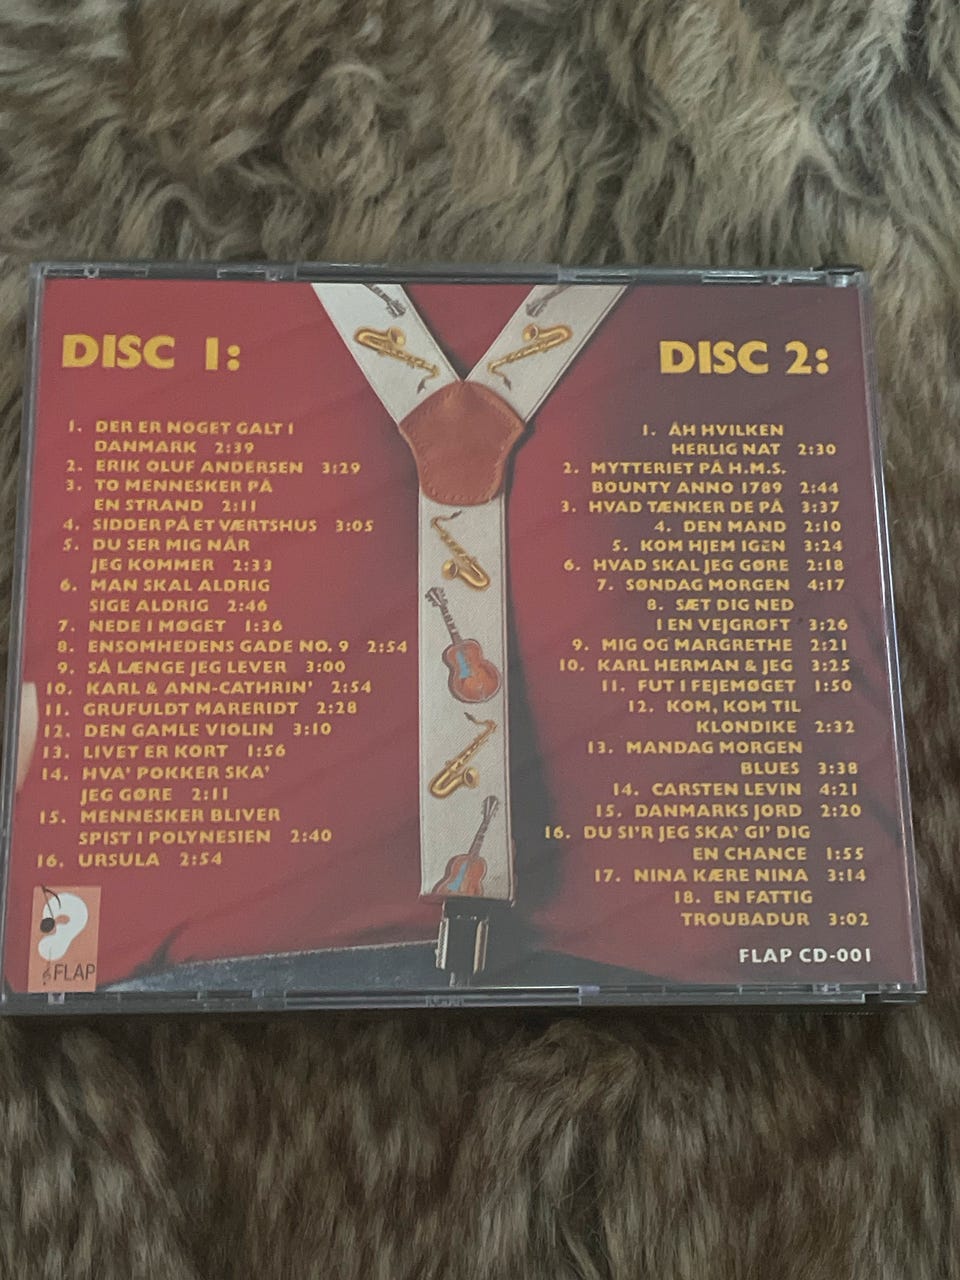 DISC 1:
1. DER ER NOGET GALT I
DANMARK 2:39
2. ERIK OLUF ANDERSEN 3:29
3. TO MENNESKER PÅ
EN STRAND 2:11
4. SIDDER PÅ ET VÆRTSHUS 3:05
5. DU SER MIG NÅR
JEG KOMMER 2:33
6. MAN SKAL ALDRIG
SIGE ALDRIG 2:46
7. NEDE I MØGET 1:36
8. ENSOMHEDENS GADE NO. 9 2:54
9. SÅ LÆNGE JEG LEVER 3:00
10. KARL & ANN-CATHRIN' 2:54
11. GRUFULDT MARERIDT 2:28
12. DEN GAMLE VIOLIN 3:10
13. LIVET ER KORT 1:56
14. HVA' POKKER SKA'
JEG GØRE 2:11
15. MENNESKER BLIVER
SPIST I POLYNESIEN 2:40
16. URSULA 2:54
FLAP
DISC 2:
1. ÅH HVILKEN
HERLIG NAT 2:30
2. MYTTERIET PÅ H.M.S.
BOUNTY ANNO 1789 2:44
3. HVAD TÆNKER DE PÅ 3:37
4. DEN MAND 2:10
5. KOM HJEM IGEN 3:24
6. HVAD SKAL JEG GØRE 2:18
7. SØNDAG MORGEN 4:17
8. SÆT DIG NED
I EN VEJGRØFT 3:26
9. MIG OG MARGRETHE 2:21
10. KARL HERMAN & JEG 3:25
11. FUT I FEJEMØGET 1:50
12. KOM, KOM TIL
KLONDIKE 2:32
13. MANDAG MORGEN
BLUES 3:38
14. CARSTEN LEVIN 4:21
15. DANMARKS JORD 2:20
16. DU SI'R JEG SKA' GI' DIG
EN CHANCE 1:55
17. NINA KÆRE NINA 3:14
18. EN FATTIG
TROUBADUR 3:02
FLAP CD-001